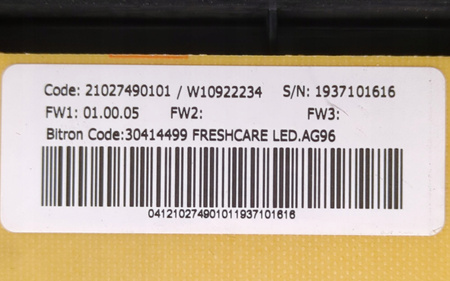 Code: 21027490101 / W10922234 S/N: 1937101616
FW1: 01.00.05 FW2: FW3:
Bitron Code:30414499 FRESHCARE LED.AG96
041210274901011937101616